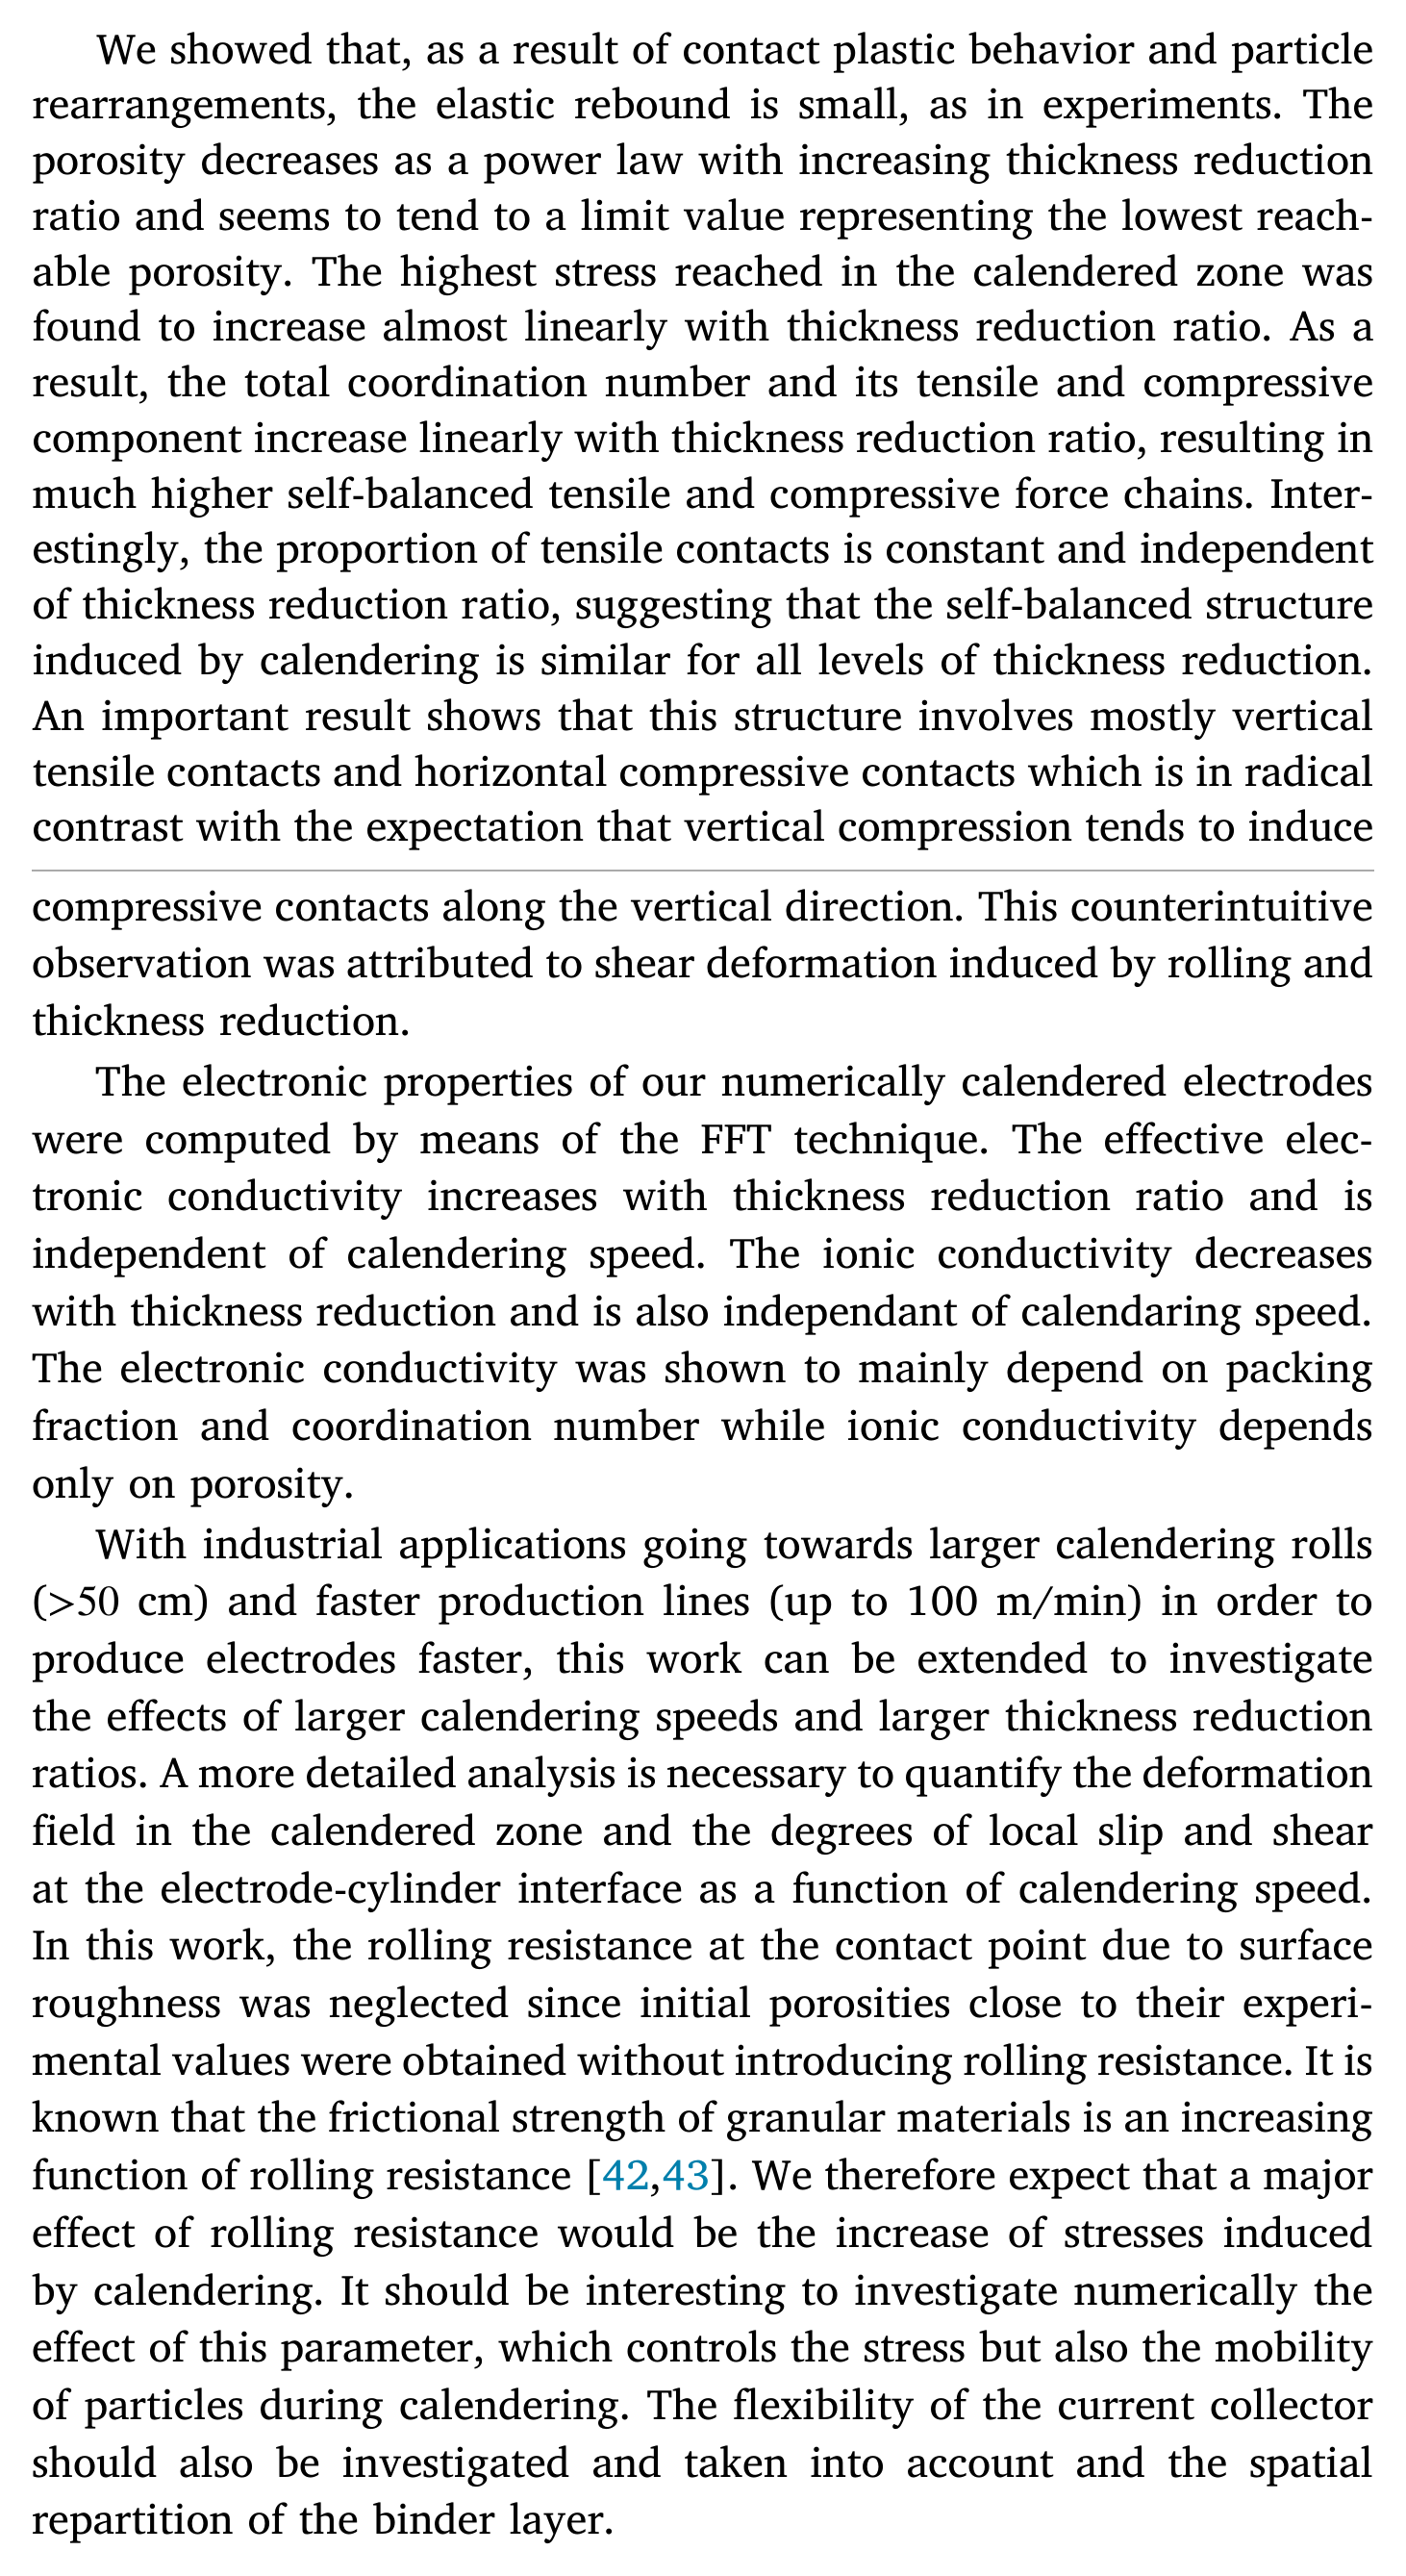 We showed that, as a result of contact plastic behavior and particle
rearrangements, the elastic rebound is small, as in experiments. The
porosity decreases as a power law with increasing thickness reduction
ratio and seems to tend to a limit value representing the lowest reach-
able porosity. The highest stress reached in the calendered zone was
found to increase almost linearly with thickness reduction ratio. As a
result, the total coordination number and its tensile and compressive
component increase linearly with thickness reduction ratio, resulting in
much higher self-balanced tensile and compressive force chains. Inter-
estingly, the proportion of tensile contacts is constant and independent
of thickness reduction ratio, suggesting that the self-balanced structure
induced by calendering is similar for all levels of thickness reduction.
An important result shows that this structure involves mostly vertical
tensile contacts and horizontal compressive contacts which is in radical
contrast with the expectation that vertical compression tends to induce
compressive contacts along the vertical direction. This counterintuitive
observation was attributed to shear deformation induced by rolling and
thickness reduction.
The electronic properties of our numerically calendered electrodes
were computed by means of the FFT technique. The effective elec-
tronic conductivity increases with thickness reduction ratio and is
independent of calendering speed. The ionic conductivity decreases
with thickness reduction and is also independant of calendaring speed.
The electronic conductivity was shown to mainly depend on packing
fraction and coordination number while ionic conductivity depends
only on porosity.
With industrial applications going towards larger calendering rolls
(>50 cm) and faster production lines (up to 100 m/min) in order to
produce electrodes faster, this work can be extended to investigate
the effects of larger calendering speeds and larger thickness reduction
ratios. A more detailed analysis is necessary to quantify the deformation
field in the calendered zone and the degrees of local slip and shear
at the electrode-cylinder interface as a function of calendering speed.
In this work, the rolling resistance at the contact point due to surface
roughness was neglected since initial porosities close to their experi-
mental values were obtained without introducing rolling resistance. It is
known that the frictional strength of granular materials is an increasing
function of rolling resistance [42,43]. We therefore expect that a major
effect of rolling resistance would be the increase of stresses induced
by calendering. It should be interesting to investigate numerically the
effect of this parameter, which controls the stress but also the mobility
of particles during calendering. The flexibility of the current collector
should also be investigated and taken into account and the spatial
repartition of the binder layer.